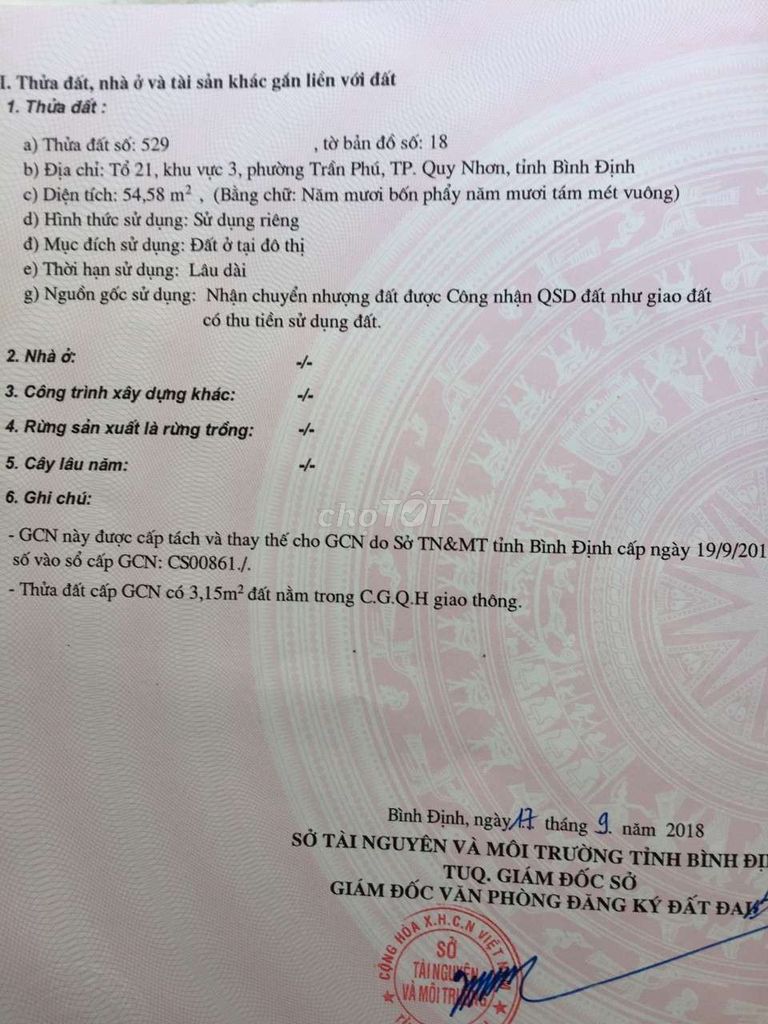 I. Thửa đất, nhà ở và tài sản khác gắn liền với đất
1. Thửa đất :
a) Thửa đất số: 529 , tờ bản đồ số: 18
b) Địa chỉ: Tổ 21, khu vực 3, phường Trần Phú, TP. Quy Nhơn, tỉnh Bình Định
c) Diện tích: 54,58 m² , (Bằng chữ: Năm mươi bốn phẩy năm mươi tám mét vuông)
d) Hình thức sử dụng: Sử dụng riêng
đ) Mục đích sử dụng: Đất ở tại đô thị
e) Thời hạn sử dụng: Lâu dài
g) Nguồn gốc sử dụng: Nhận chuyển nhượng đất được Công nhận QSD đất như giao đất
có thu tiền sử dụng đất.
2. Nhà ở: -/-
3. Công trình xây dựng khác: -/-
4. Rừng sản xuất là rừng trồng: -/-
5. Cây lâu năm: -/-
6. Ghi chú:
choTỐT
- GCN này được cấp tách và thay thế cho GCN do Sở TN&MT tỉnh Bình Định cấp ngày 19/9/201
số vào sổ cấp GCN: CS00861./.
- Thửa đất cấp GCN có 3,15m² đất nằm trong C.G.Q.H giao thông.
Bình Định, ngày 17 tháng 9. năm 2018
SỞ TÀI NGUYÊN VÀ MÔI TRƯỜNG TỈNH BÌNH ĐỊ
TUQ. GIÁM ĐỐC SỞ
GIÁM ĐỐC VĂN PHÒNG ĐĂNG KÝ ĐẤT ĐAI
CỘNG HÒA X.H.C.N VIỆT NAM
SỞ
TÀI NGUYÊN
VÀ MÔI TRƯỜNG